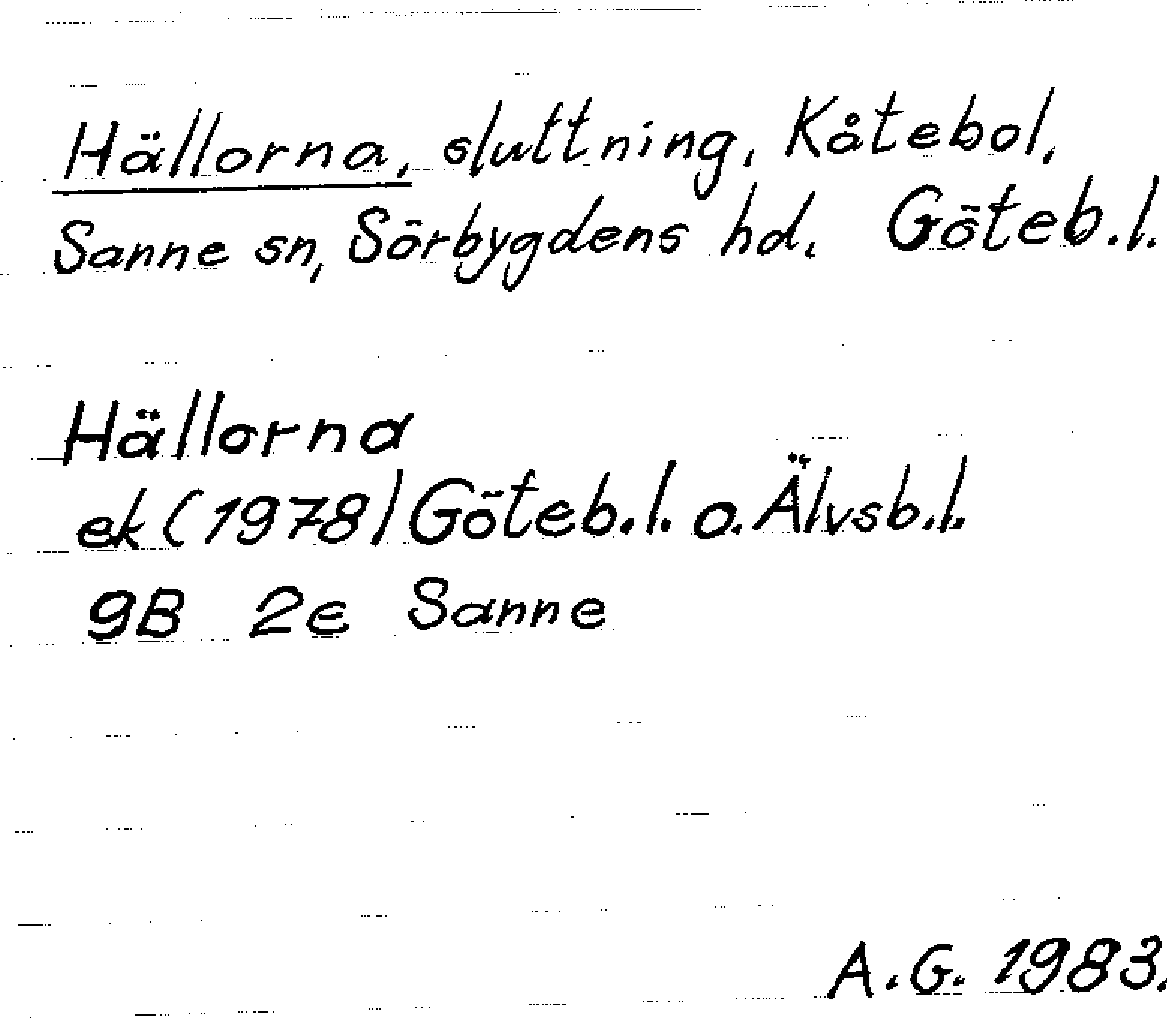 Hällorna, sluttning, Kåtebol,
Sanne sn, Sörbygdens hd. Göteb.l.
Hällorna
ek (1978) Göteb.l. o. Älvsb.l.
9B 2e Sanne
A.G. 1983.